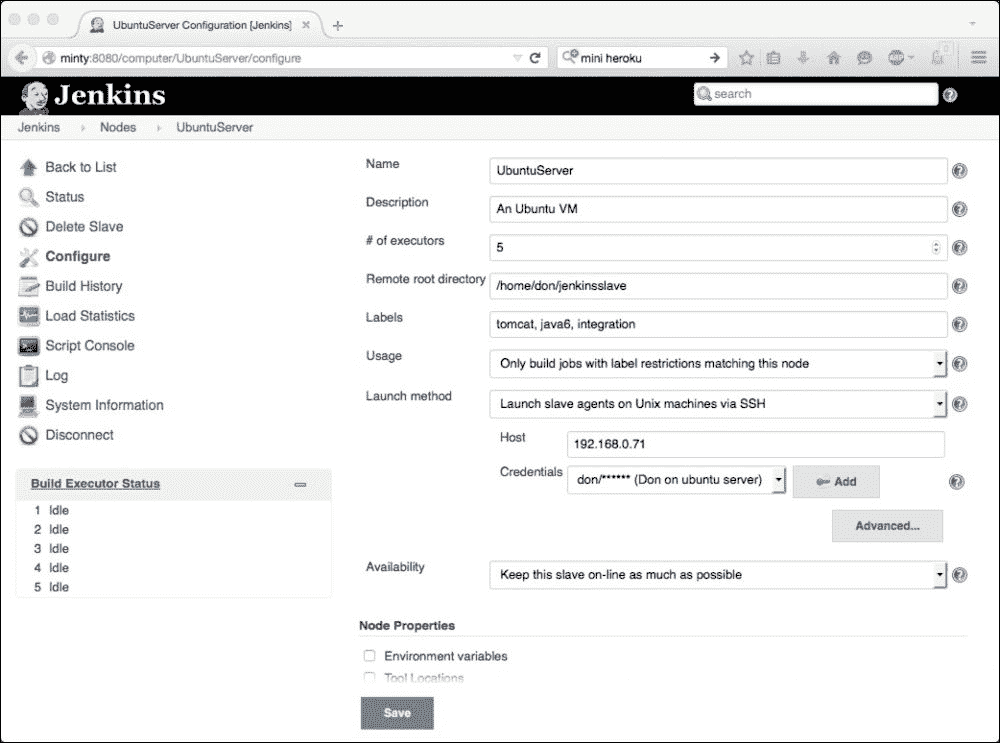 UbuntuServer Configuration [Jenkins]
minty:8080/computer/UbuntuServer/configure
mini heroku
0
Jenkins
search
Jenkins Nodes UbuntuServer
Back to List
Status
Delete Slave
Configure
Build History
Load Statistics
Script Console
Log
System Information
Disconnect
Build Executor Status
1 Idle
2 Idle
3 Idle
4 Idle
5 Idle
Name UbuntuServer
Description An Ubuntu VM
# of executors 5
Remote root directory /home/don/jenkinsslave
Labels tomcat, java6, integration
Usage Only build jobs with label restrictions matching this node
Launch method Launch slave agents on Unix machines via SSH
Host 192.168.0.71
Credentials don/****** (Don on ubuntu server) Add
Advanced...
Availability Keep this slave on-line as much as possible
Node Properties
Environment variables
Tool Locations
Save